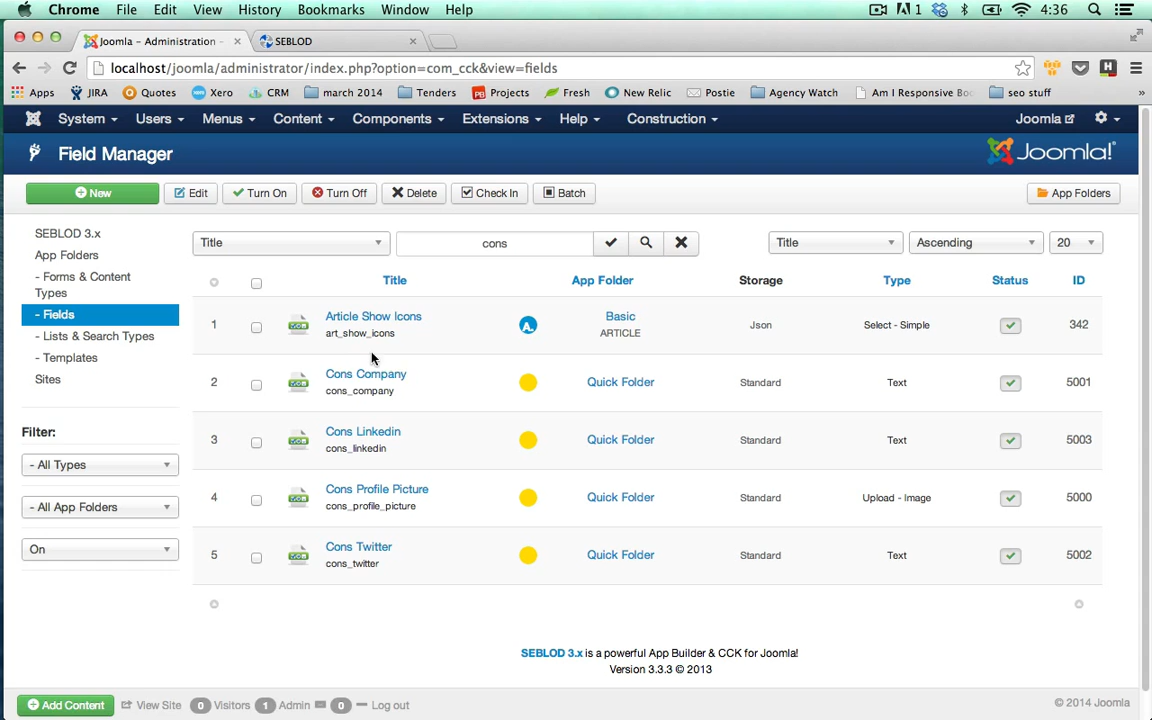 Chrome File Edit View History Bookmarks Window Help 1 4:36
Joomla - Administration - SEBLOD
localhost/joomla/administrator/index.php?option=com_cck&view=fields
Apps JIRA Quotes Xero CRM march 2014 Tenders Projects Fresh New Relic Postie Agency Watch Am I Responsive Bo seo stuff »
System Users Menus Content Components Extensions Help Construction Joomla
Field Manager Joomla!
New Edit Turn On Turn Off Delete Check In Batch App Folders
SEBLOD 3.x
App Folders
- Forms & Content
Types
- Fields
- Lists & Search Types
- Templates
Sites
Filter:
- All Types
- All App Folders
On
Title cons Title Ascending 20
Title App Folder Storage Type Status ID
1 Article Show Icons Basic Json Select - Simple 342
art_show_icons ARTICLE
2 Cons Company Quick Folder Standard Text 5001
cons_company
3 Cons Linkedin Quick Folder Standard Text 5003
cons_linkedin
4 Cons Profile Picture Quick Folder Standard Upload - Image 5000
cons_profile_picture
5 Cons Twitter Quick Folder Standard Text 5002
cons_twitter
SEBLOD 3.x is a powerful App Builder & CCK for Joomla!
Version 3.3.3 © 2013
Add Content View Site 0 Visitors 1 Admin 0 Log out © 2014 Joomla